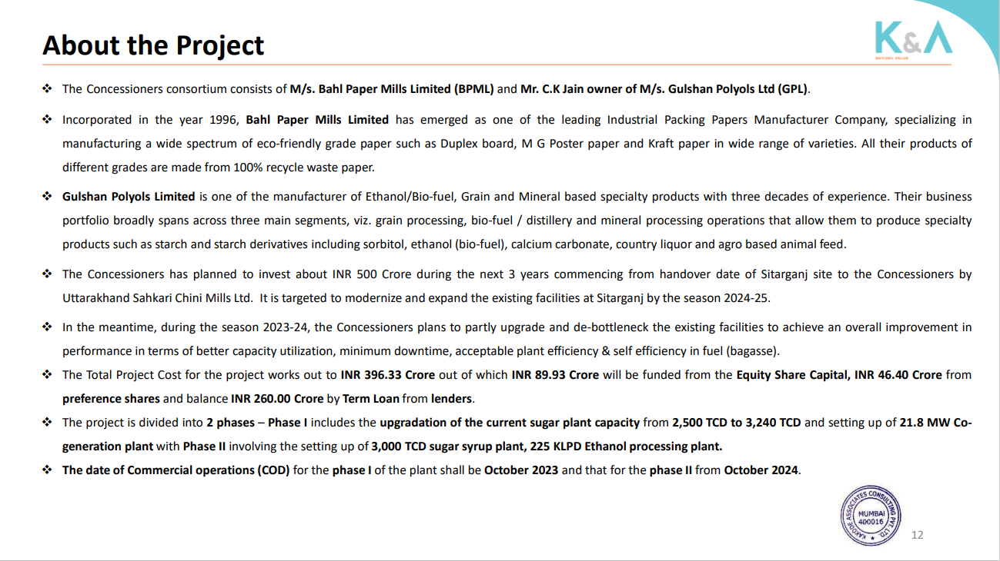 About the Project
K&A
BEYOND VALUE
❖ The Concessioners consortium consists of M/s. Bahl Paper Mills Limited (BPML) and Mr. C.K Jain owner of M/s. Gulshan Polyols Ltd (GPL).
❖ Incorporated in the year 1996, Bahl Paper Mills Limited has emerged as one of the leading Industrial Packing Papers Manufacturer Company, specializing in
manufacturing a wide spectrum of eco-friendly grade paper such as Duplex board, M G Poster paper and Kraft paper in wide range of varieties. All their products of
different grades are made from 100% recycle waste paper.
❖ Gulshan Polyols Limited is one of the manufacturer of Ethanol/Bio-fuel, Grain and Mineral based specialty products with three decades of experience. Their business
portfolio broadly spans across three main segments, viz. grain processing, bio-fuel / distillery and mineral processing operations that allow them to produce specialty
products such as starch and starch derivatives including sorbitol, ethanol (bio-fuel), calcium carbonate, country liquor and agro based animal feed.
❖ The Concessioners has planned to invest about INR 500 Crore during the next 3 years commencing from handover date of Sitarganj site to the Concessioners by
Uttarakhand Sahkari Chini Mills Ltd. It is targeted to modernize and expand the existing facilities at Sitarganj by the season 2024-25.
❖ In the meantime, during the season 2023-24, the Concessioners plans to partly upgrade and de-bottleneck the existing facilities to achieve an overall improvement in
performance in terms of better capacity utilization, minimum downtime, acceptable plant efficiency & self efficiency in fuel (bagasse).
❖ The Total Project Cost for the project works out to INR 396.33 Crore out of which INR 89.93 Crore will be funded from the Equity Share Capital, INR 46.40 Crore from
preference shares and balance INR 260.00 Crore by Term Loan from lenders.
❖ The project is divided into 2 phases – Phase I includes the upgradation of the current sugar plant capacity from 2,500 TCD to 3,240 TCD and setting up of 21.8 MW Co-
generation plant with Phase II involving the setting up of 3,000 TCD sugar syrup plant, 225 KLPD Ethanol processing plant.
❖ The date of Commercial operations (COD) for the phase I of the plant shall be October 2023 and that for the phase II from October 2024.
KAKODE ASSOCIATES CONSULTING PVT. LTD.
MUMBAI
400016
12